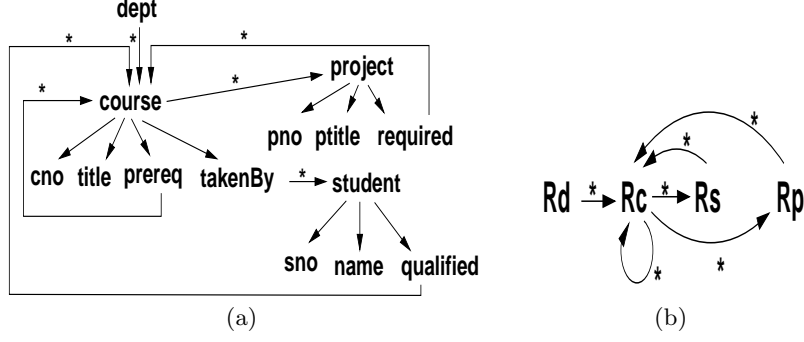 dept
* * *
* * project
course
pno ptitle required
cno title prereq takenBy * student
sno name qualified
(a)
* *
Rd * Rc * Rs Rp
* *
(b)